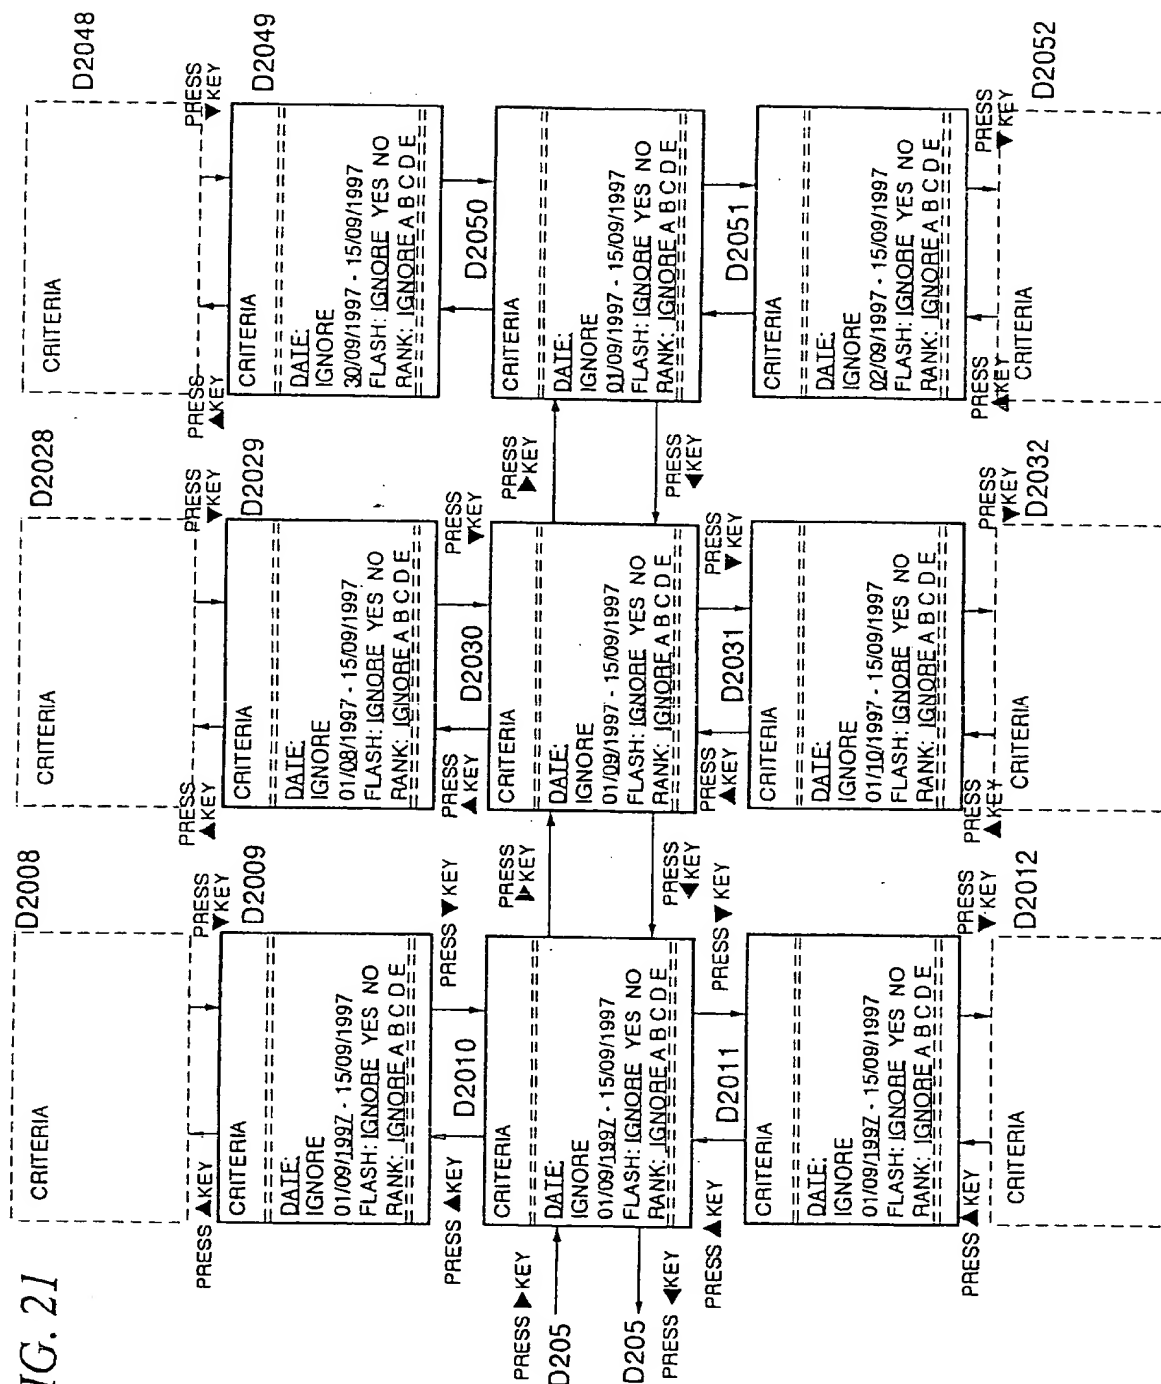 IG. 21
D2008
CRITERIA
PRESS ▲KEY
PRESS
▼KEY
D2009
CRITERIA
DATE:
IGNORE
01/09/1997 - 15/09/1997
FLASH: IGNORE YES NO
RANK: IGNORE A B C D E
PRESS ▲KEY
D2010
PRESS ▼KEY
PRESS ▶KEY
D205
CRITERIA
DATE:
IGNORE
01/09/1997 - 15/09/1997
FLASH: IGNORE YES NO
RANK: IGNORE A B C D E
D205
PRESS ◀KEY
PRESS ▲KEY
D2011
PRESS ▼KEY
CRITERIA
DATE:
IGNORE
01/09/1997 - 15/09/1997
FLASH: IGNORE YES NO
RANK: IGNORE A B C D E
PRESS ▲KEY
PRESS
▼KEY
D2012
CRITERIA
D2028
CRITERIA
PRESS
▲KEY
PRESS
▼KEY
D2029
CRITERIA
DATE:
IGNORE
01/08/1997 - 15/09/1997
FLASH: IGNORE YES NO
RANK: IGNORE A B C D E
PRESS
▲KEY
D2030
PRESS
▼KEY
PRESS
▶KEY
CRITERIA
DATE:
IGNORE
01/09/1997 - 15/09/1997
FLASH: IGNORE YES NO
RANK: IGNORE A B C D E
PRESS
◀KEY
PRESS
▲KEY
D2031
PRESS
▼KEY
CRITERIA
DATE:
IGNORE
01/10/1997 - 15/09/1997
FLASH: IGNORE YES NO
RANK: IGNORE A B C D E
PRESS
▲KEY
PRESS
▼KEY
D2032
CRITERIA
D2048
CRITERIA
PRESS
▲KEY
PRESS
▼KEY
D2049
CRITERIA
DATE:
IGNORE
30/09/1997 - 15/09/1997
FLASH: IGNORE YES NO
RANK: IGNORE A B C D E
D2050
PRESS
▶KEY
CRITERIA
DATE:
IGNORE
01/09/1997 - 15/09/1997
FLASH: IGNORE YES NO
RANK: IGNORE A B C D E
PRESS
◀KEY
D2051
CRITERIA
DATE:
IGNORE
02/09/1997 - 15/09/1997
FLASH: IGNORE YES NO
RANK: IGNORE A B C D E
PRESS
▲KEY
PRESS
▼KEY
D2052
CRITERIA